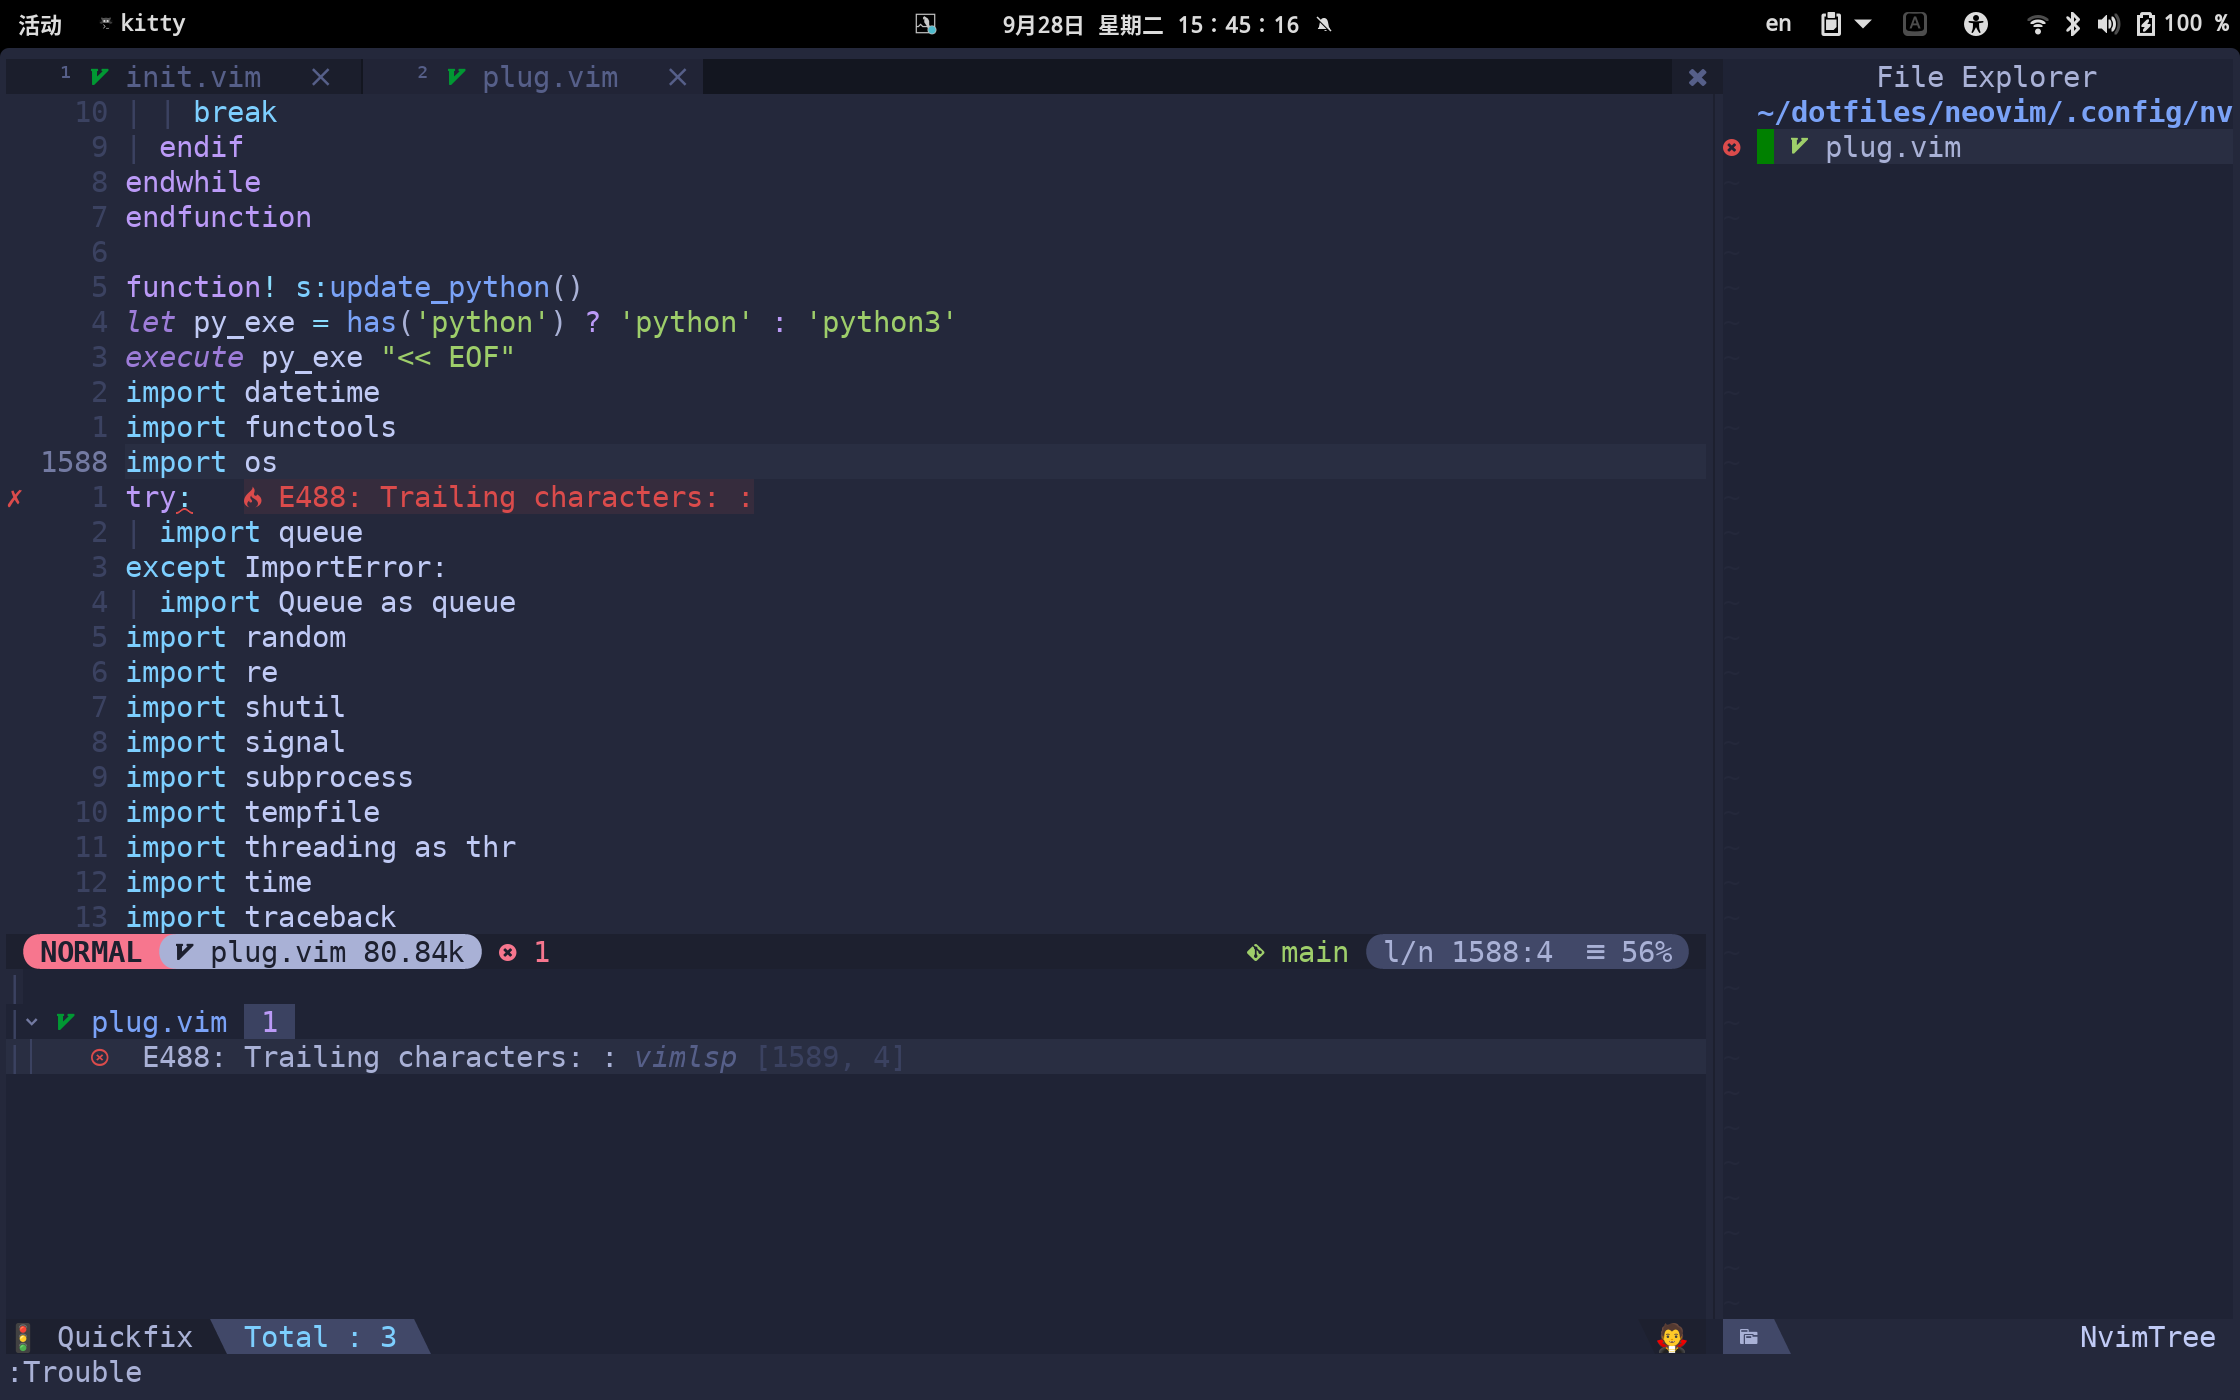 活动 kitty 9月28日 星期二 15:45:16 en A 100 %
1 init.vim 2 plug.vim
File Explorer
10 break
~/dotfiles/neovim/.config/nv
9 endif
plug.vim
8 endwhile
7 endfunction
6
5 function! s:update_python()
4 let py_exe = has('python') ? 'python' : 'python3'
3 execute py_exe "<< EOF"
2 import datetime
1 import functools
1588 import os
✗ 1 try: E488: Trailing characters: :
2 import queue
3 except ImportError:
4 import Queue as queue
5 import random
6 import re
7 import shutil
8 import signal
9 import subprocess
10 import tempfile
11 import threading as thr
12 import time
13 import traceback
NORMAL plug.vim 80.84k 1 main l/n 1588:4 ≡ 56%
plug.vim 1
E488: Trailing characters: : vimlsp [1589, 4]
Quickfix Total : 3 NvimTree
:Trouble